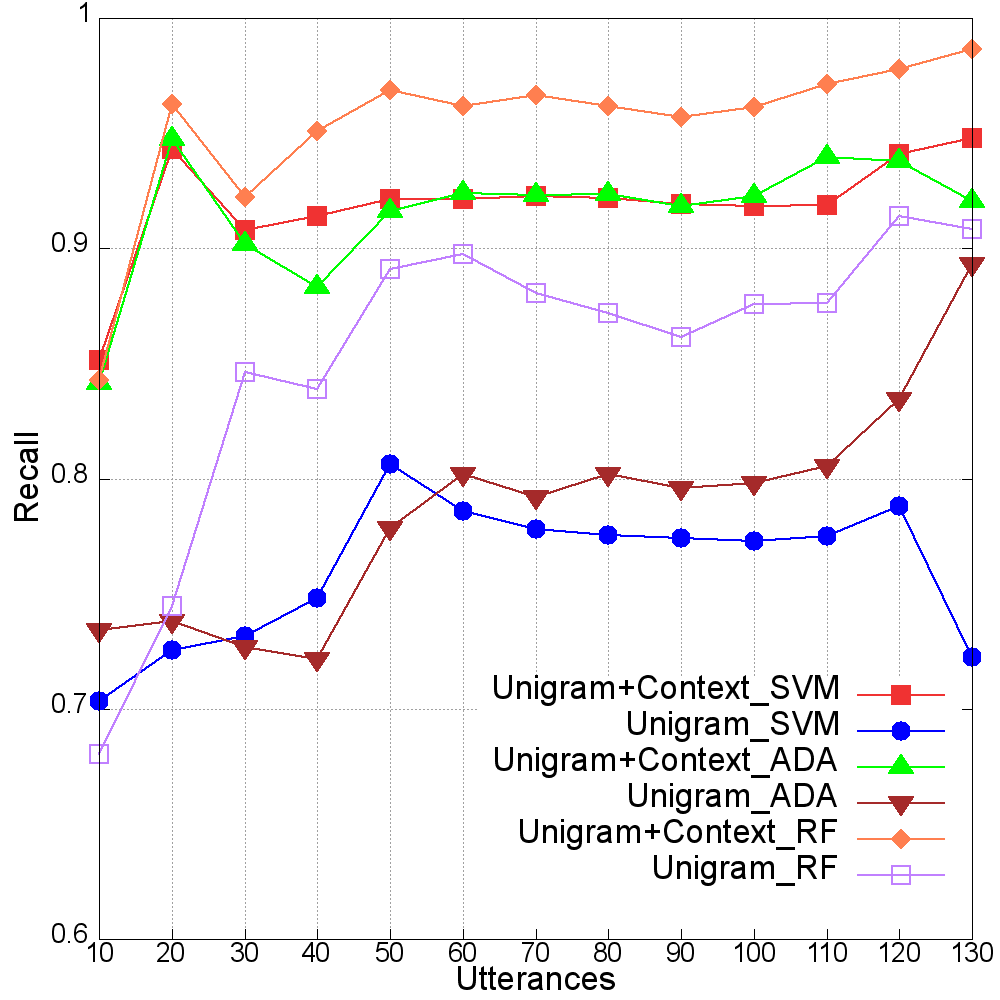 1
0.9
0.8
0.7
0.6
Recall
10 20 30 40 50 60 70 80 90 100 110 120 130
Utterances
Unigram+Context_SVM
Unigram_SVM
Unigram+Context_ADA
Unigram_ADA
Unigram+Context_RF
Unigram_RF